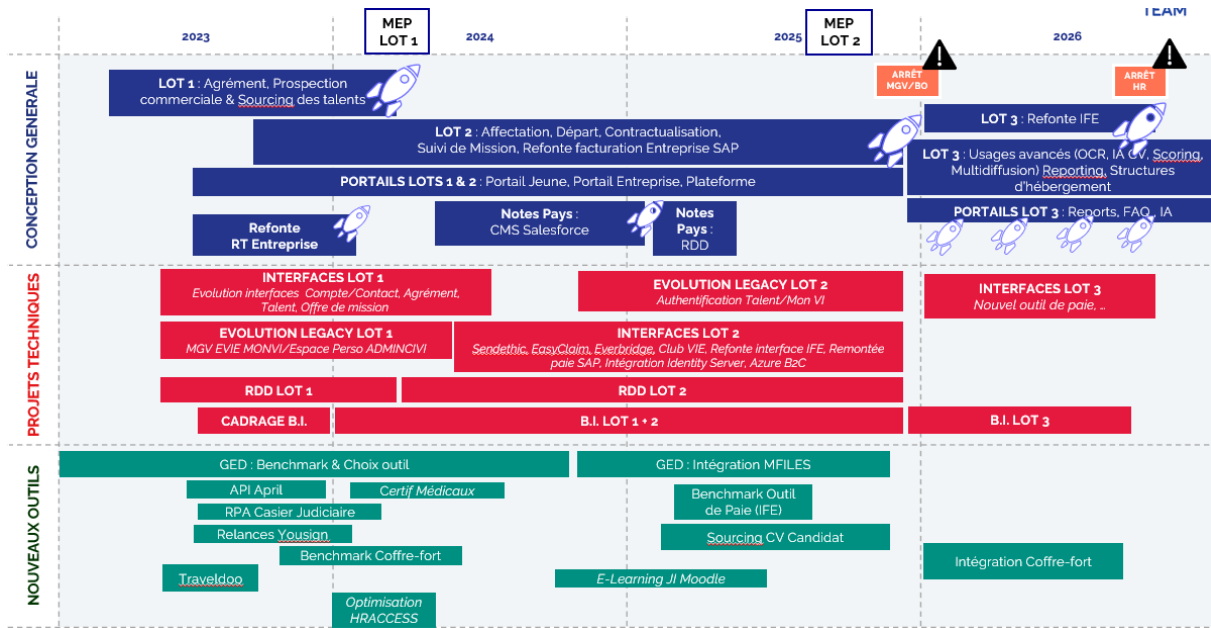 TEAM
MEP
LOT 1
MEP
LOT 2
2023
2024
2025
2026
CONCEPTION GENERALE
ARRÊT
MGV/BO
ARRÊT
HR
LOT 1 : Agrément, Prospection
commerciale & Sourcing des talents
LOT 2 : Affectation, Départ, Contractualisation,
Suivi de Mission, Refonte facturation Entreprise SAP
LOT 3 : Refonte IFE
LOT 3 : Usages avancés (OCR, IA CV, Scoring,
Multidiffusion) Reporting, Structures
d'hébergement
PORTAILS LOTS 1 & 2 : Portail Jeune, Portail Entreprise, Plateforme
PORTAILS LOT 3 : Reports, FAQ, IA
Refonte
RT Entreprise
Notes Pays :
CMS Salesforce
Notes
Pays :
RDD
PROJETS TECHNIQUES
INTERFACES LOT 1
Evolution interfaces Compte/Contact, Agrément,
Talent, Offre de mission
EVOLUTION LEGACY LOT 2
Authentification Talent/Mon VI
INTERFACES LOT 3
Nouvel outil de paie, ...
EVOLUTION LEGACY LOT 1
MGV EVIE MONVI/Espace Perso ADMINCIVI
INTERFACES LOT 2
Sendethic, EasyClaim, Everbridge, Club VIE, Refonte interface IFE, Remontée
paie SAP, Intégration Identity Server, Azure B2C
RDD LOT 1
RDD LOT 2
CADRAGE B.I.
B.I. LOT 1 + 2
B.I. LOT 3
NOUVEAUX OUTILS
GED : Benchmark & Choix outil
GED : Intégration MFILES
API April
Certif Médicaux
Benchmark Outil
de Paie (IFE)
RPA Casier Judiciaire
Relances Yousign
Sourcing CV Candidat
Benchmark Coffre-fort
Intégration Coffre-fort
Traveldoo
E-Learning JI Moodle
Optimisation
HRACCESS